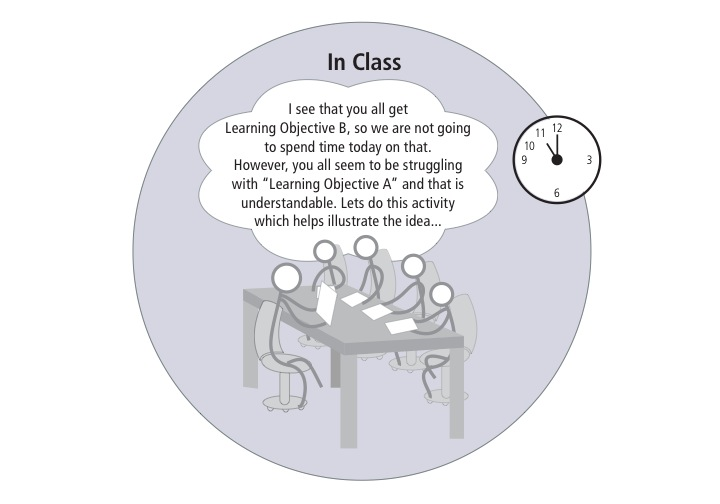 In Class
I see that you all get
Learning Objective B, so we are not going
to spend time today on that.
However, you all seem to be struggling
with “Learning Objective A” and that is
understandable. Lets do this activity
which helps illustrate the idea...
12
11
10
9
3
6